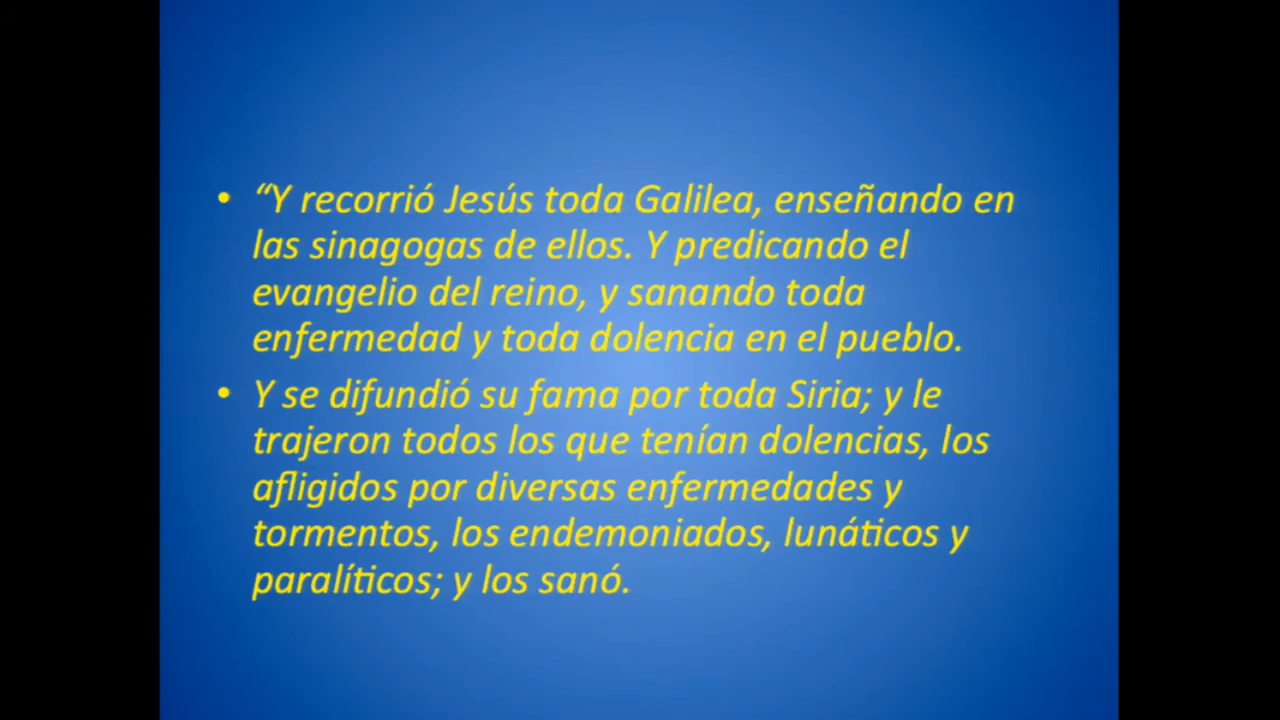 • “Y recorrió Jesús toda Galilea, enseñando en
las sinagogas de ellos. Y predicando el
evangelio del reino, y sanando toda
enfermedad y toda dolencia en el pueblo.
• Y se difundió su fama por toda Siria; y le
trajeron todos los que tenían dolencias, los
afligidos por diversas enfermedades y
tormentos, los endemoniados, lunáticos y
paralíticos; y los sanó.